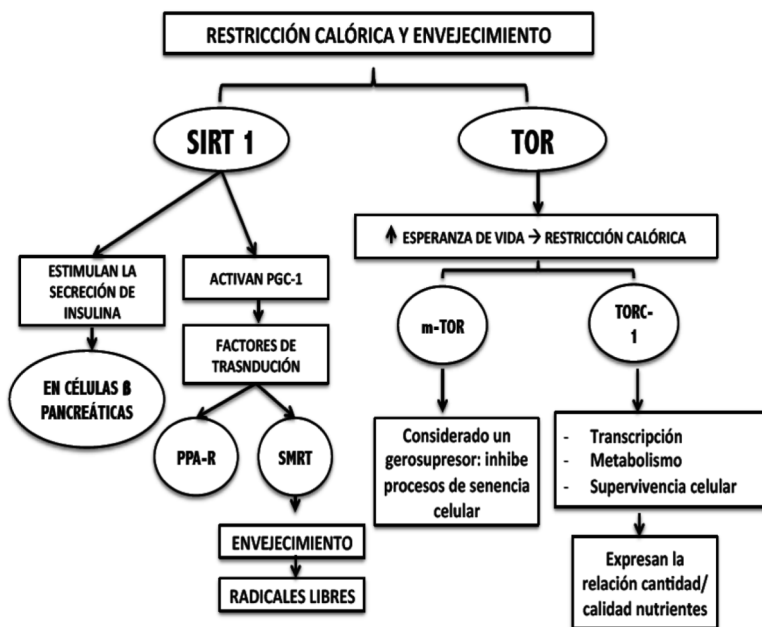 RESTRICCIÓN CALÓRICA Y ENVEJECIMIENTO
SIRT 1
TOR
↑ ESPERANZA DE VIDA → RESTRICCIÓN CALÓRICA
ESTIMULAN LA
SECRECIÓN DE
INSULINA
ACTIVAN PGC-1
m-TOR
TORC-
1
FACTORES DE
TRASNDUCIÓN
EN CÉLULAS β
PANCREÁTICAS
PPA-R
SMRT
Considerado un
gerosupresor: inhibe
procesos de senencia
celular
- Transcripción
- Metabolismo
- Supervivencia celular
ENVEJECIMIENTO
RADICALES LIBRES
Expresan la
relación cantidad/
calidad nutrientes